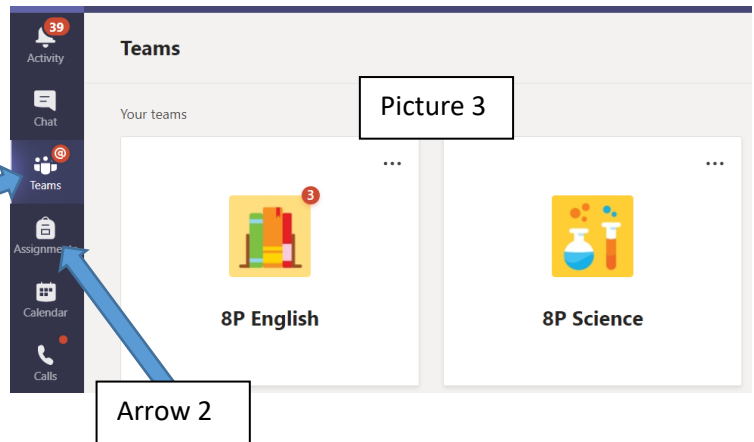 39
Activity
Teams
Picture 3
Chat
Your teams
@
Teams
...
...
3
Assignments
Calendar
8P English
8P Science
Calls
Arrow 2